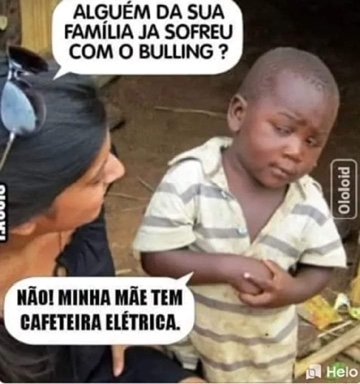 ALGUÉM DA SUA
FAMÍLIA JA SOFREU
COM O BULLING ?
Ololoid
NÃO! MINHA MÃE TEM
CAFETEIRA ELÉTRICA.
Helo